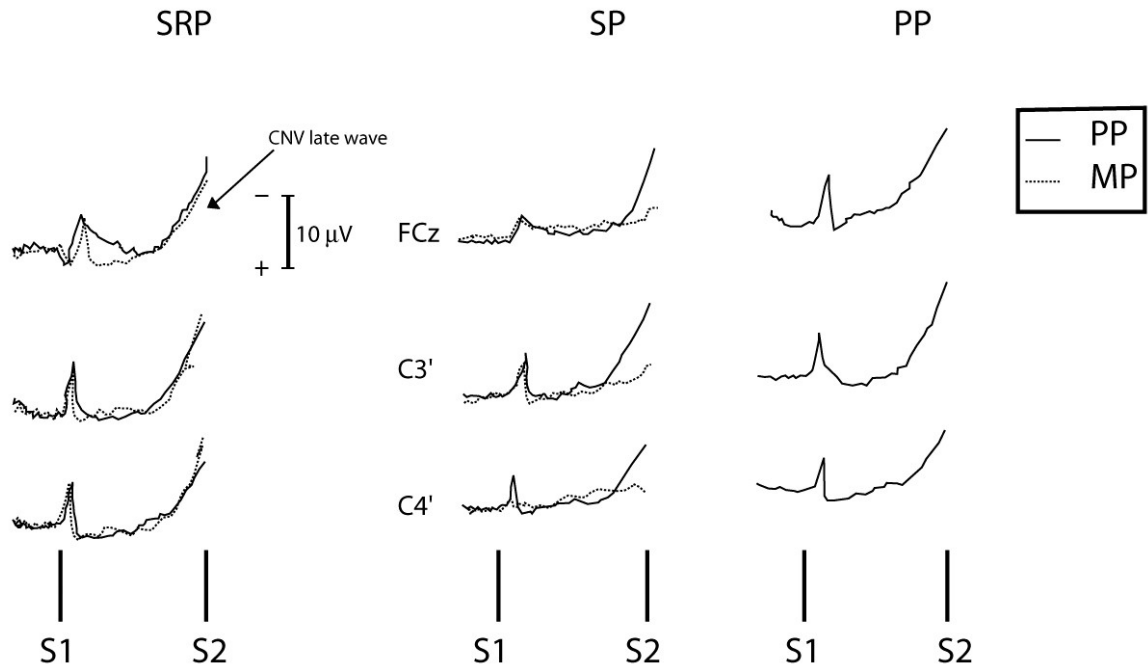 SRP
SP
PP
CNV late wave
−
10 μV
+
PP
MP
FCz
C3'
C4'
S1
S2
S1
S2
S1
S2